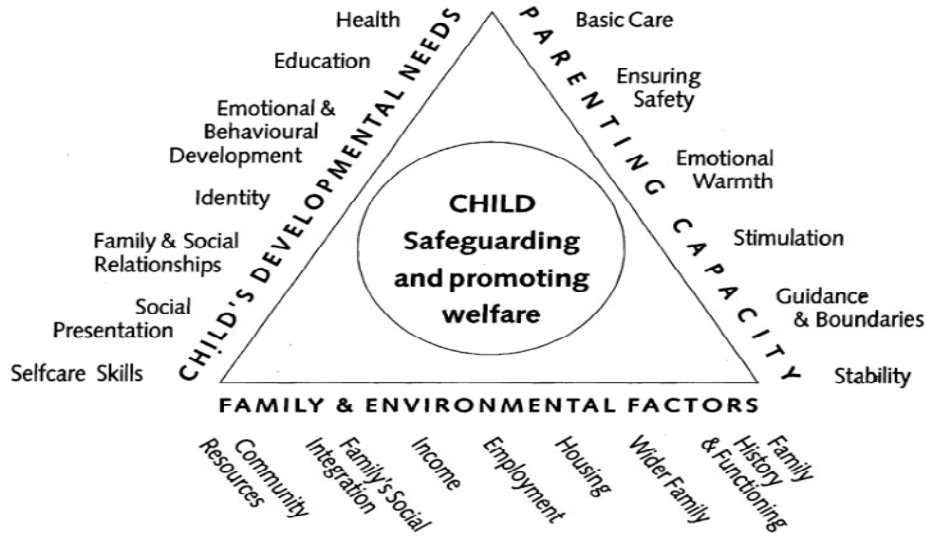 Health
Education
Emotional &
Behavioural
Development
Identity
Family & Social
Relationships
Social
Presentation
Selfcare Skills
CHILD'S DEVELOPMENTAL NEEDS
CHILD
Safeguarding
and promoting
welfare
PARENTING CAPACITY
Basic Care
Ensuring
Safety
Emotional
Warmth
Stimulation
Guidance
& Boundaries
Stability
FAMILY & ENVIRONMENTAL FACTORS
Community
Resources
Family's Social
Integration
Income
Employment
Housing
Wider Family
Family
History
& Functioning